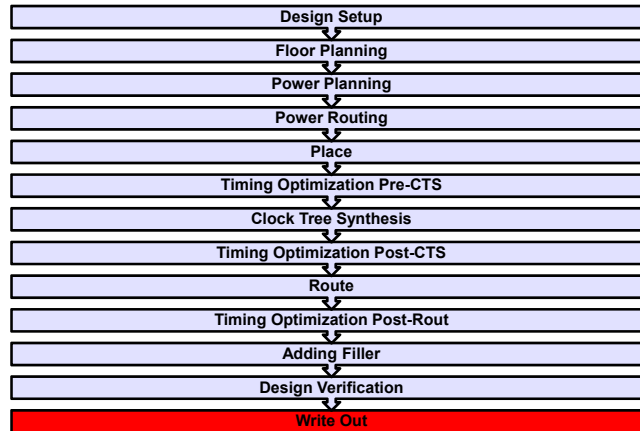 Design Setup
Floor Planning
Power Planning
Power Routing
Place
Timing Optimization Pre-CTS
Clock Tree Synthesis
Timing Optimization Post-CTS
Route
Timing Optimization Post-Rout
Adding Filler
Design Verification
Write Out